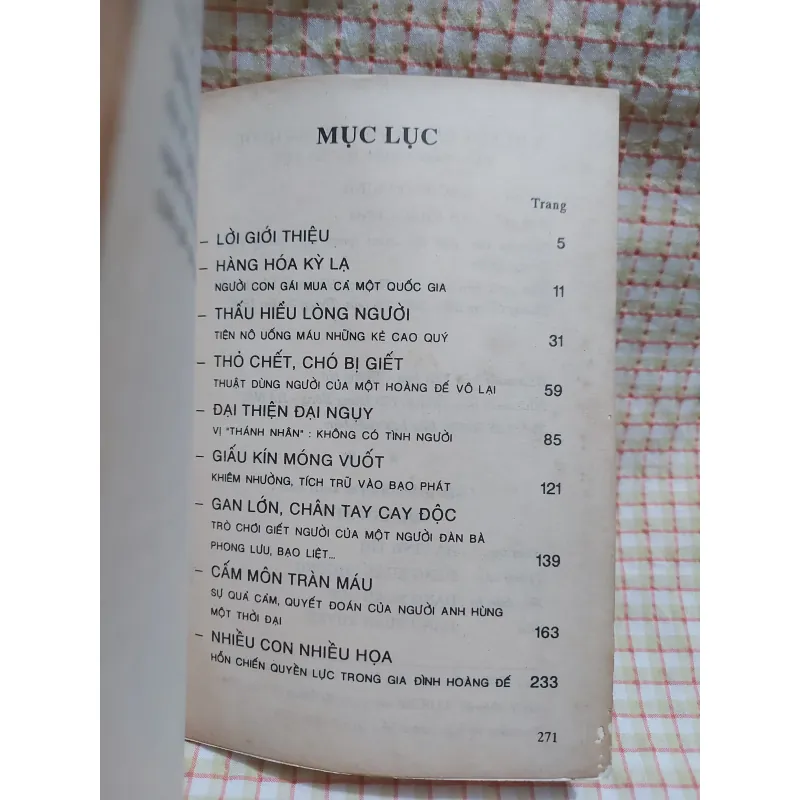 MỤC LỤC
Trang
– LỜI GIỚI THIỆU 5
– HÀNG HÓA KỲ LẠ
NGƯỜI CON GÁI MUA CẢ MỘT QUỐC GIA 11
– THẤU HIỂU LÒNG NGƯỜI
TIỆN NÔ UỐNG MÁU NHỮNG KẺ CAO QUÝ 31
– THỎ CHẾT, CHÓ BỊ GIẾT
THUẬT DÙNG NGƯỜI CỦA MỘT HOÀNG ĐẾ VÔ LẠI 59
– ĐẠI THIỆN ĐẠI NGỤY
VỊ "THÁNH NHÂN" : KHÔNG CÓ TÌNH NGƯỜI 85
– GIẤU KÍN MÓNG VUỐT
KHIÊM NHƯỜNG, TÍCH TRỮ VÀO BẠO PHÁT 121
– GAN LỚN, CHÂN TAY CAY ĐỘC
TRÒ CHƠI GIẾT NGƯỜI CỦA MỘT NGƯỜI ĐÀN BÀ
PHONG LƯU, BẠO LIỆT... 139
– CẤM MÔN TRÀN MÁU
SỰ QUẢ CẢM, QUYẾT ĐOÁN CỦA NGƯỜI ANH HÙNG
MỘT THỜI ĐẠI 163
– NHIỀU CON NHIỀU HỌA
HỖN CHIẾN QUYỀN LỰC TRONG GIA ĐÌNH HOÀNG ĐẾ 233
271